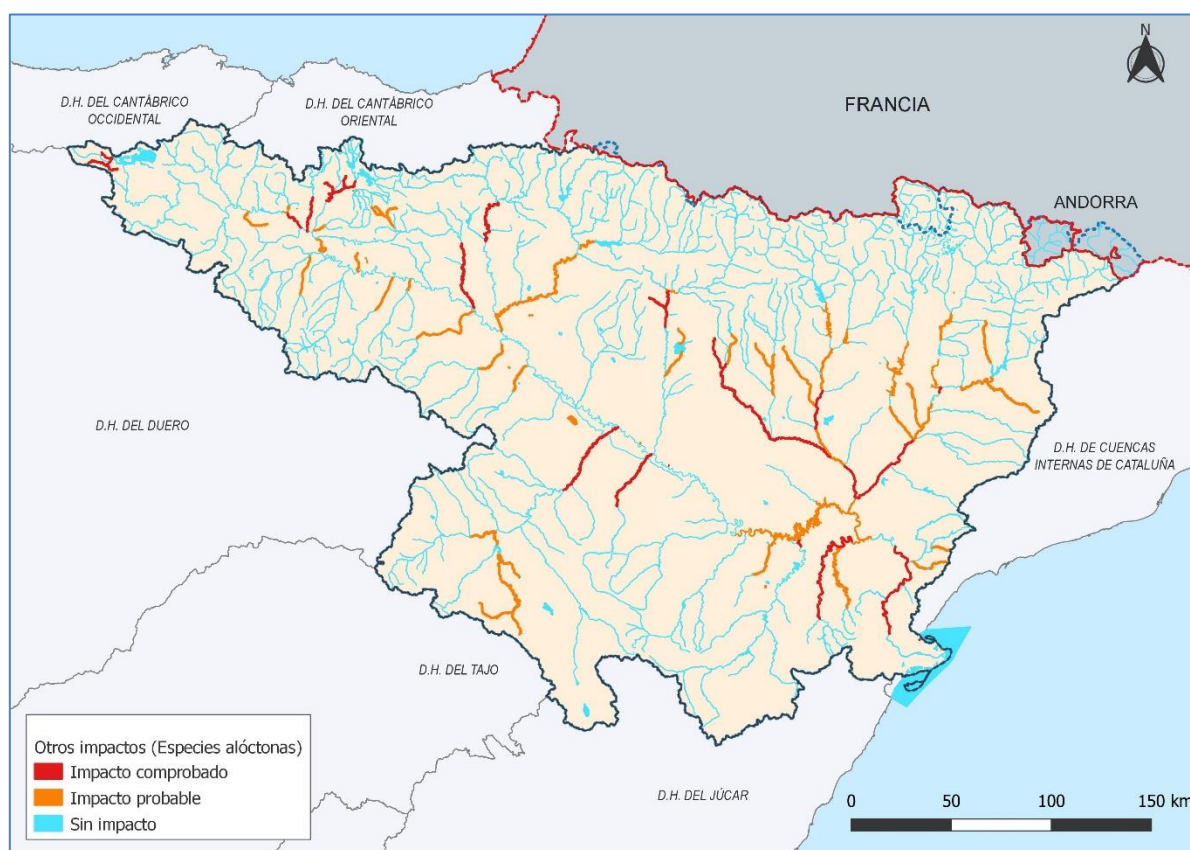 N
D.H. DEL CANTÁBRICO
OCCIDENTAL
D.H. DEL CANTÁBRICO
ORIENTAL
FRANCIA
ANDORRA
D.H. DEL DUERO
D.H. DE CUENCAS
INTERNAS DE CATALUÑA
D.H. DEL TAJO
D.H. DEL JÚCAR
Otros impactos (Especies alóctonas)
Impacto comprobado
Impacto probable
Sin impacto
0 50 100 150 km